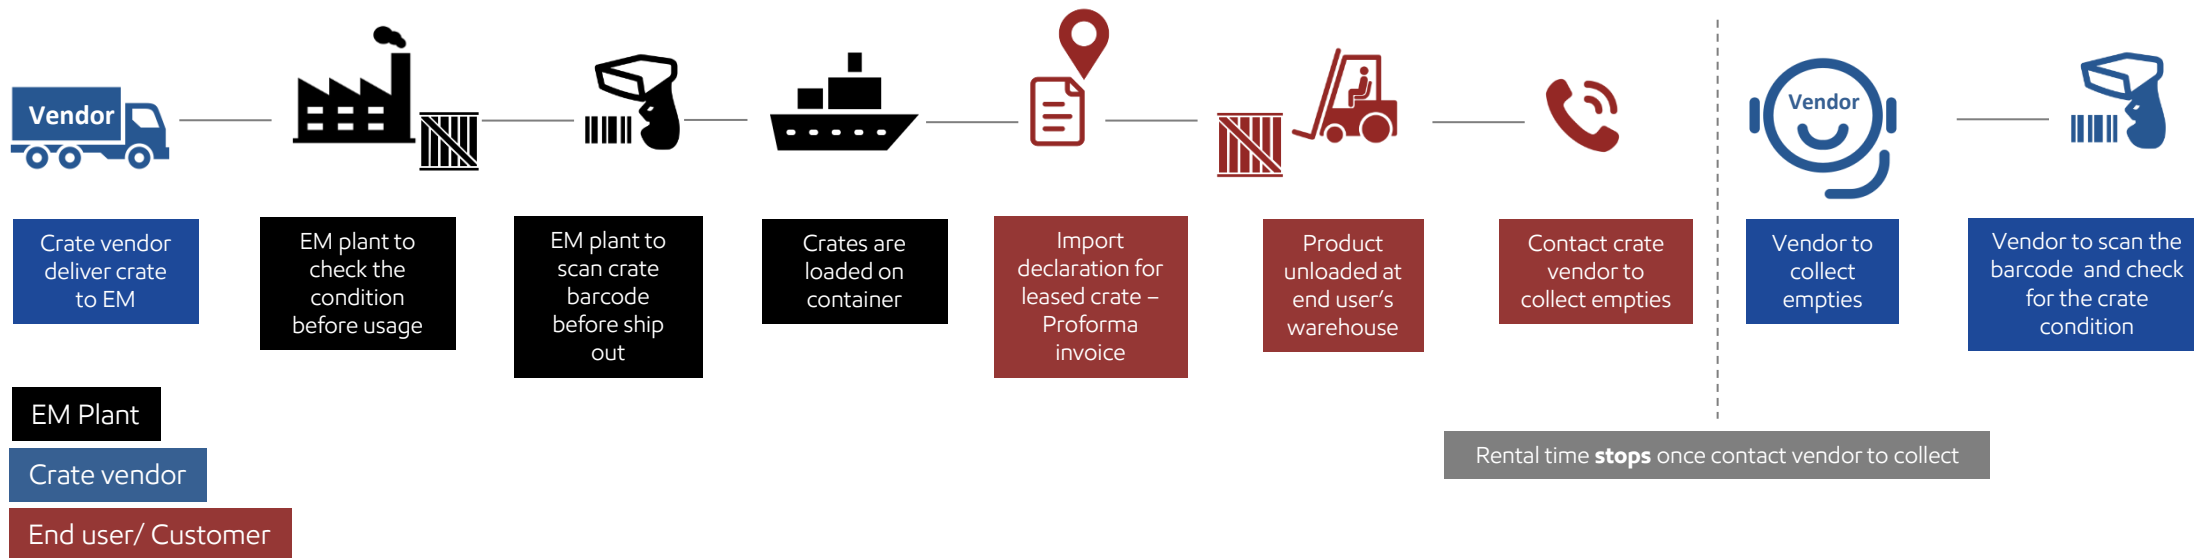 Vendor
Vendor
Crate vendor
deliver crate
to EM
EM plant to
check the
condition
before usage
EM plant to
scan crate
barcode
before ship
out
Crates are
loaded on
container
Import
declaration for
leased crate –
Proforma
invoice
Product
unloaded at
end user's
warehouse
Contact crate
vendor to
collect empties
Vendor to
collect
empties
Vendor to scan the
barcode and check
for the crate
condition
EM Plant
Crate vendor
End user/ Customer
Rental time stops once contact vendor to collect